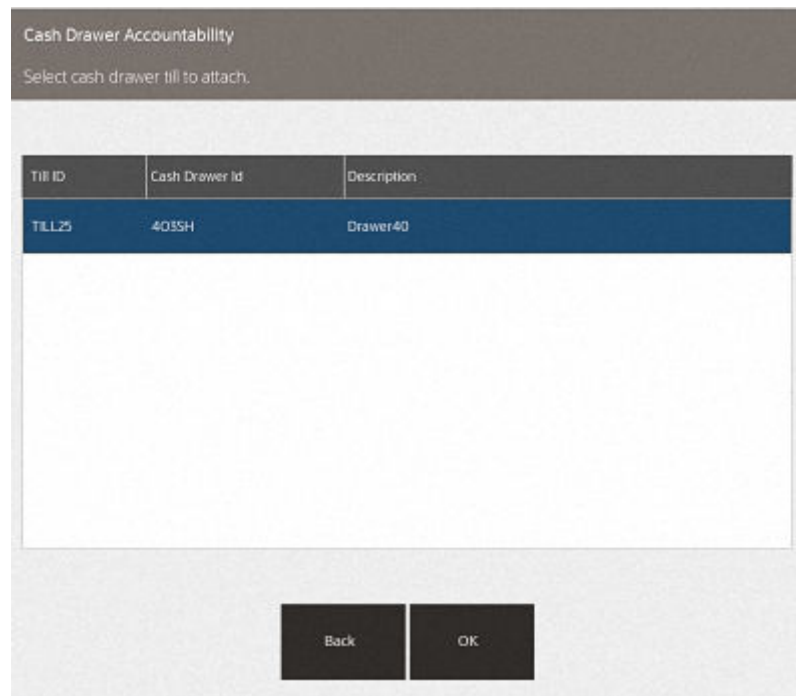 Cash Drawer Accountability
Select cash drawer till to attach.
Till ID Cash Drawer Id Description
TILL25 403SH Drawer40
Back OK